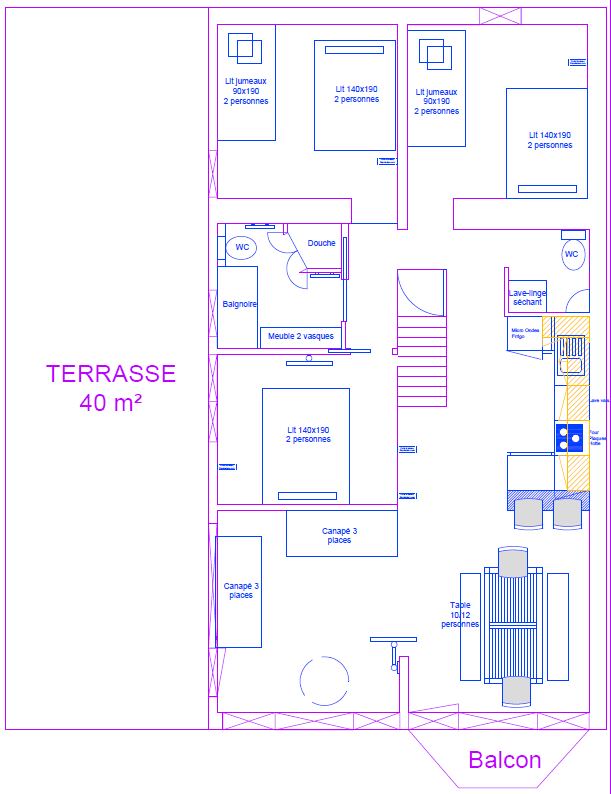 Lit jumeaux
90x190
2 personnes
Lit 140x190
2 personnes
Lit jumeaux
90x190
2 personnes
Lit 140x190
2 personnes
WC
Douche
WC
Baignoire
Lave-linge
séchant
Meuble 2 vasques
Micro Ondes
Frigo
TERRASSE
40 m²
Lit 140x190
2 personnes
Four
Plaques
Hotte
Canapé 3
places
Canapé 3
places
Table
10/12
personnes
Balcon